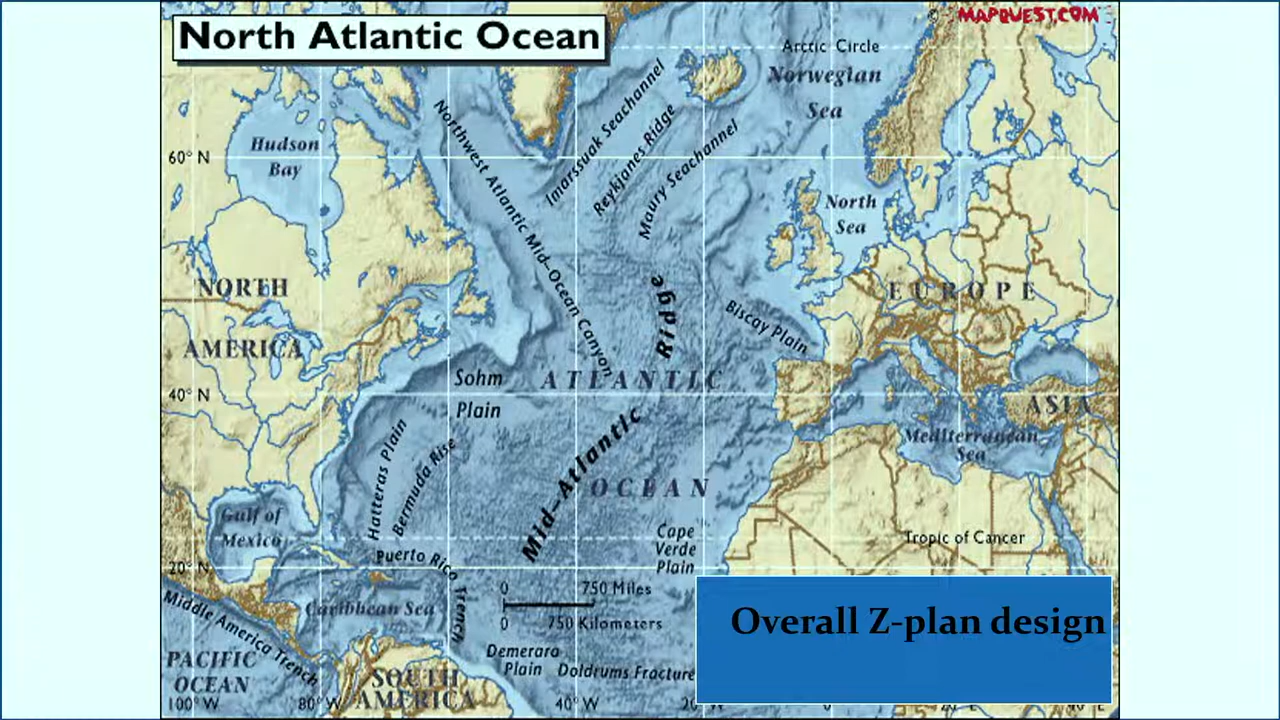 North Atlantic Ocean
© MAPQUEST.COM
Arctic Circle
Norwegian
Sea
Hudson
Bay
60° N
Northwest Atlantic Mid-Ocean Canyon
Imarssuak Seachannel
Reykjanes Ridge
Maury Seachannel
North
Sea
NORTH
AMERICA
EUROPE
Biscay Plain
Sohm
Plain
ATLANTIC
OCEAN
40° N
ASIA
Mid-Atlantic
Ridge
Mediterranean
Sea
Hatteras Plain
Bermuda Rise
Gulf of
Mexico
Cape
Verde
Plain
Tropic of Cancer
20° N
Puerto Rico
Trench
0 750 Miles
0 750 Kilometers
Caribbean Sea
Middle America Trench
Demerara
Plain
Doldrums Fracture
PACIFIC
OCEAN
SOUTH
AMERICA
100° W
80° W
40° W
Overall Z-plan design